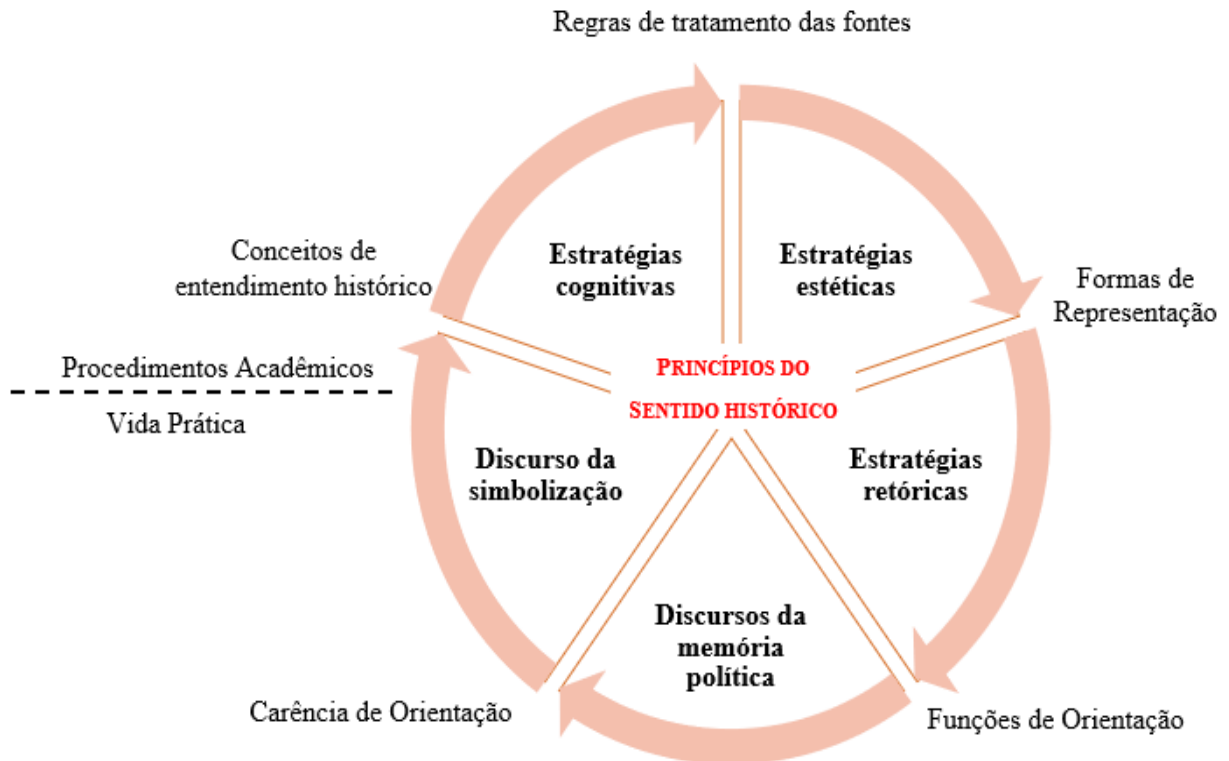 Regras de tratamento das fontes
Conceitos de
entendimento histórico
Estratégias
cognitivas
Estratégias
estéticas
Formas de
Representação
Procedimentos Acadêmicos
Vida Prática
PRINCÍPIOS DO
SENTIDO HISTÓRICO
Discurso da
simbolização
Estratégias
retóricas
Discursos da
memória
política
Carência de Orientação
Funções de Orientação